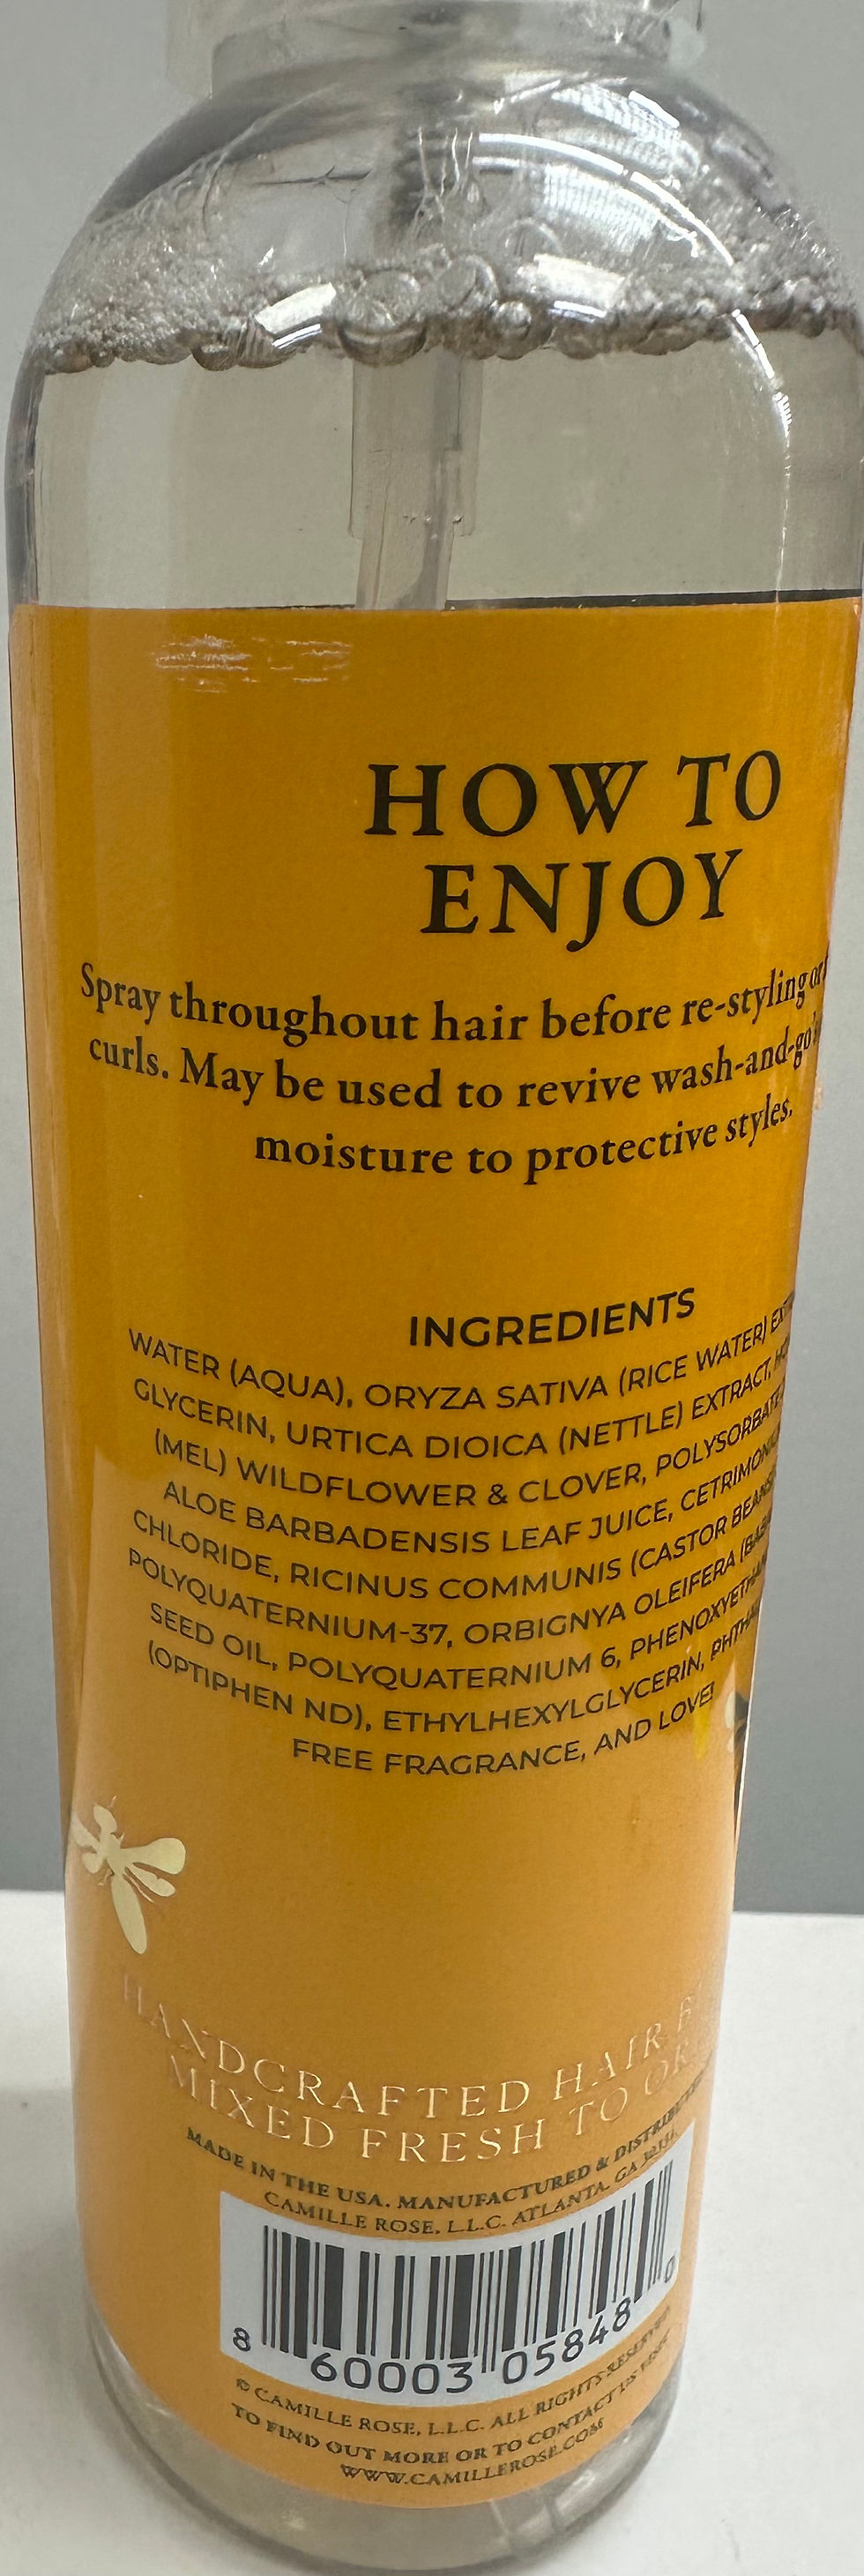 HOW TO
ENJOY
Spray throughout hair before re-styling or
curls. May be used to revive wash-and-go's
moisture to protective styles.
INGREDIENTS
WATER (AQUA), ORYZA SATIVA (RICE WATER)
GLYCERIN, URTICA DIOICA (NETTLE) EXTRACT,
(MEL) WILDFLOWER & CLOVER,
ALOE BARBADENSIS LEAF JUICE,
CHLORIDE, RICINUS COMMUNIS (CASTOR
POLYQUATERNIUM-37, ORBIGNYA OLEIFERA
SEED OIL, POLYQUATERNIUM 6,
(OPTIPHEN ND), ETHYLHEXYLGLYCERIN,
FREE FRAGRANCE, AND LOVE!
HANDCRAFTED HAIR
MIXED FRESH TO
MADE IN THE USA. MANUFACTURED & DISTRIBUTED
CAMILLE ROSE, L.L.C. ATLANTA, GA
8 60003 05848 0
© CAMILLE ROSE, L.L.C. ALL RIGHTS RESERVED
TO FIND OUT MORE OR TO CONTACT US VISIT
WWW.CAMILLEROSE.COM